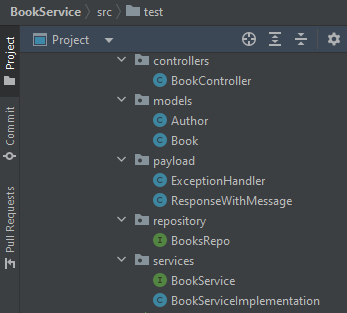 BookService > src > test
Project
Project
Commit
Pull Requests
controllers
C BookController
models
C Author
C Book
payload
C ExceptionHandler
C ResponseWithMessage
repository
I BooksRepo
services
I BookService
C BookServiceImplementation